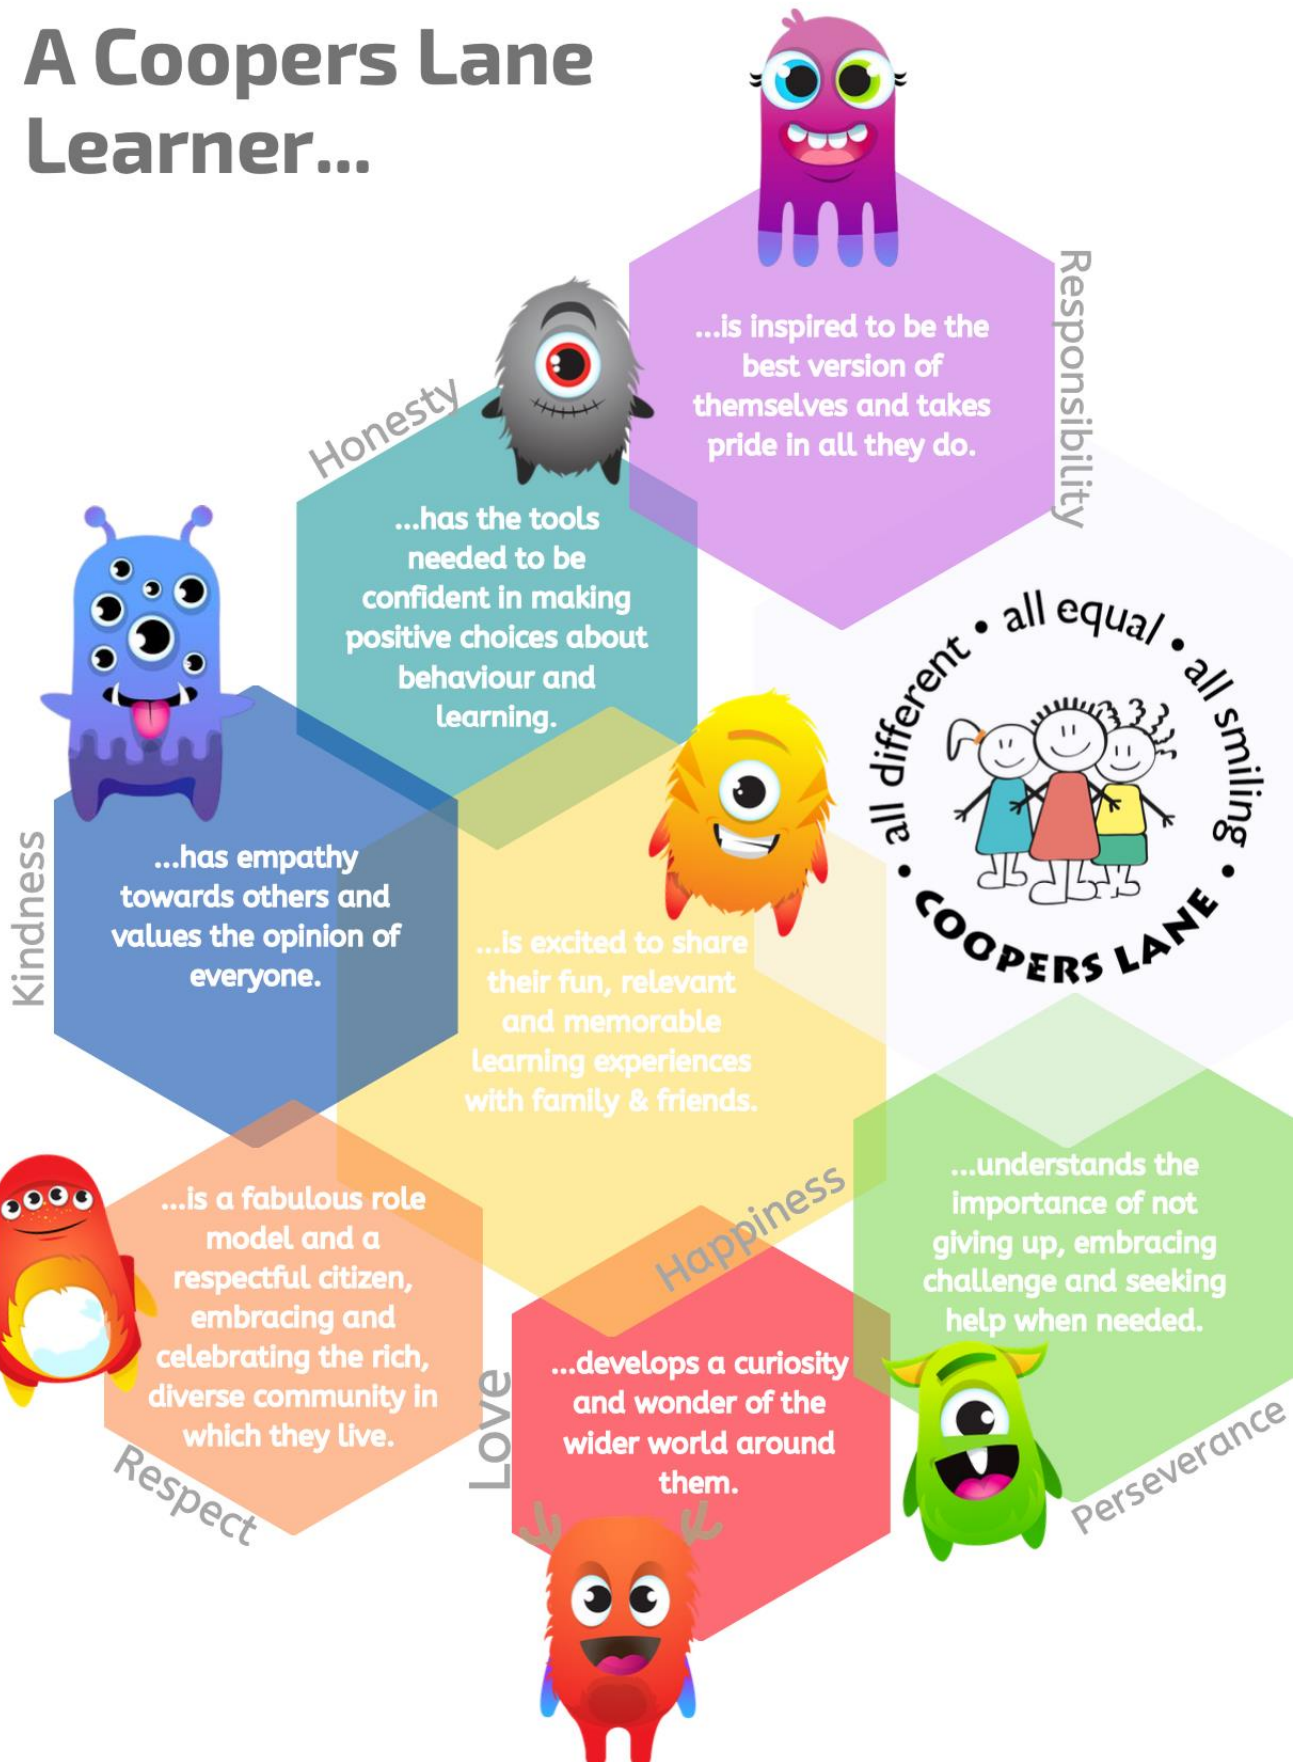 A Coopers Lane
Learner...
Responsibility
...is inspired to be the
best version of
themselves and takes
pride in all they do.
Honesty
...has the tools
needed to be
confident in making
positive choices about
behaviour and
learning.
• all different • all equal • all smiling •
COOPERS LANE
Kindness
...has empathy
towards others and
values the opinion of
everyone.
...is excited to share
their fun, relevant
and memorable
learning experiences
with family & friends.
Happiness
...understands the
importance of not
giving up, embracing
challenge and seeking
help when needed.
Perseverance
...is a fabulous role
model and a
respectful citizen,
embracing and
celebrating the rich,
diverse community in
which they live.
Respect
Love
...develops a curiosity
and wonder of the
wider world around
them.